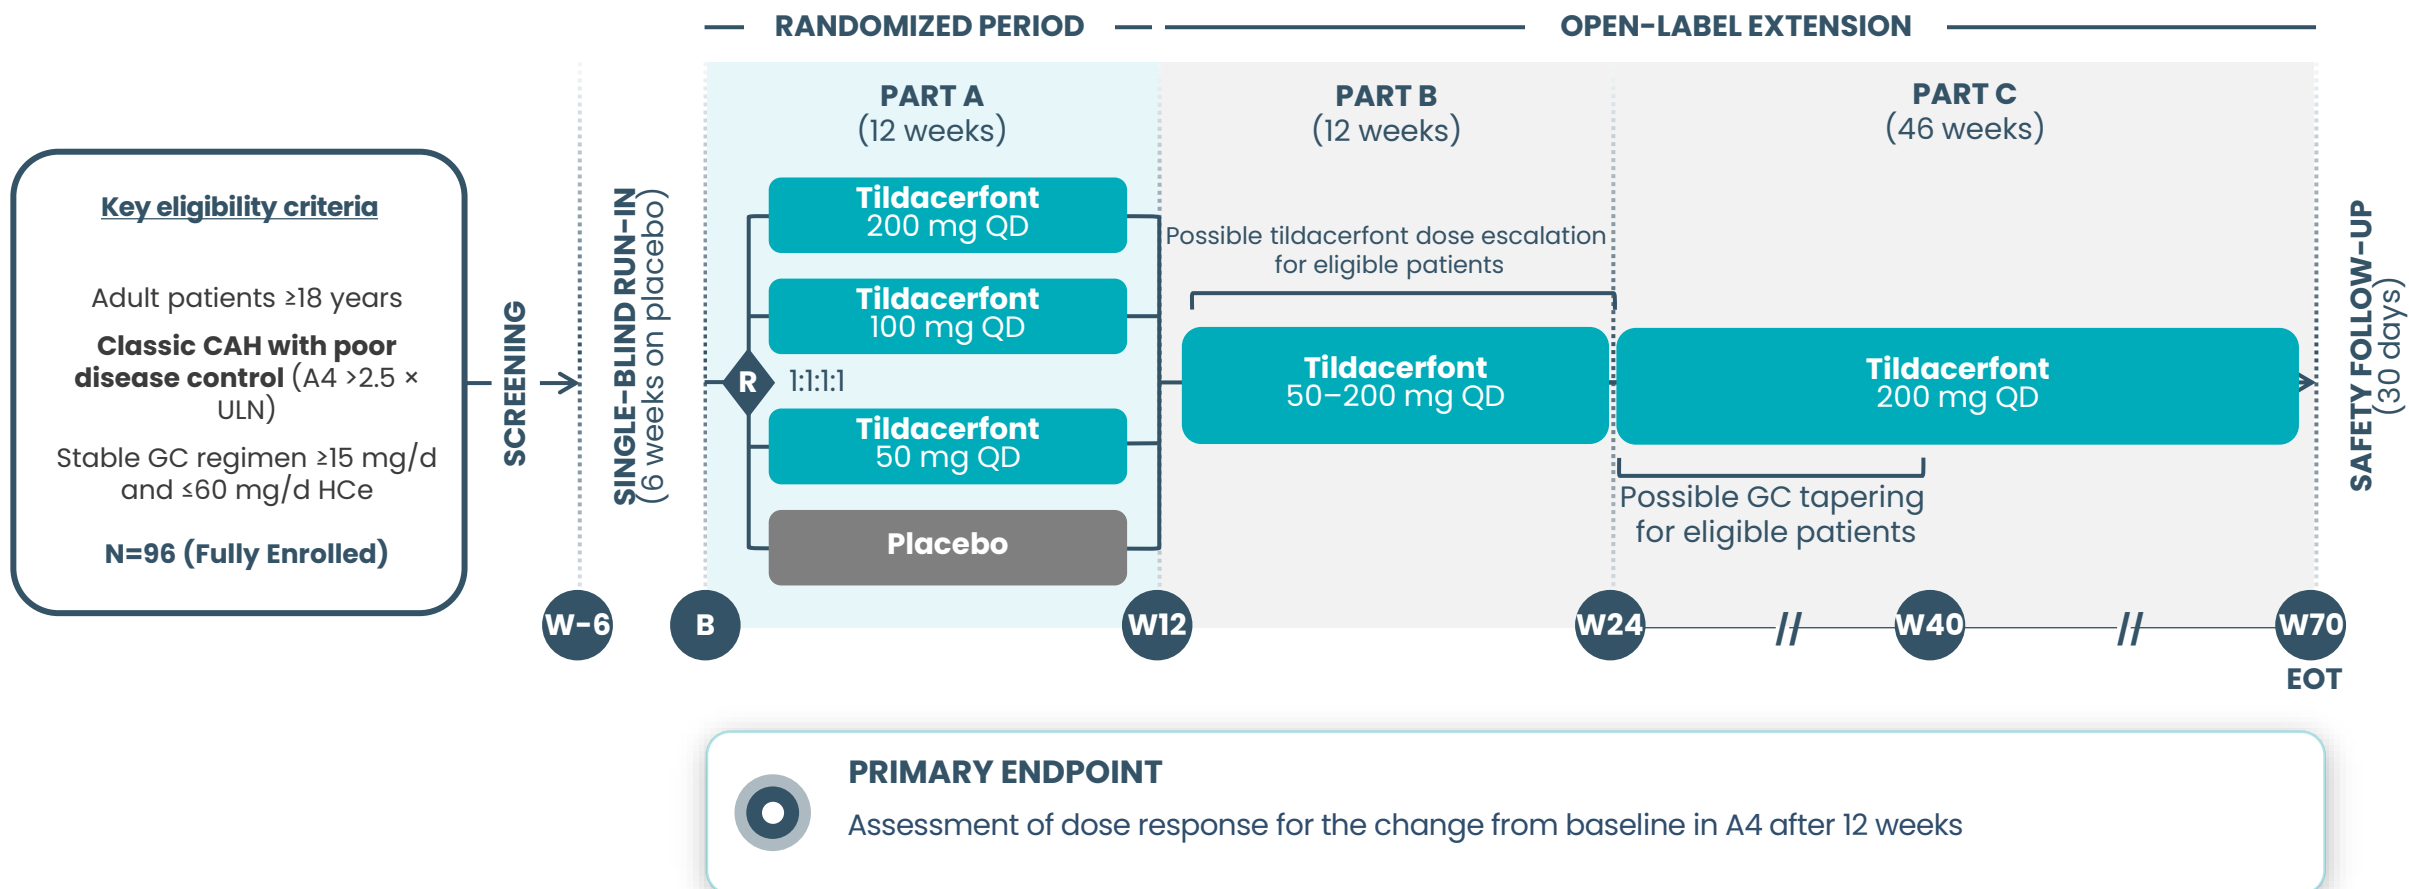 RANDOMIZED PERIOD
OPEN-LABEL EXTENSION
PART A
(12 weeks)
PART B
(12 weeks)
PART C
(46 weeks)
Key eligibility criteria
Adult patients ≥18 years
Classic CAH with poor
disease control (A4 >2.5 ×
ULN)
Stable GC regimen ≥15 mg/d
and ≤60 mg/d HCe
N=96 (Fully Enrolled)
SCREENING
SINGLE-BLIND RUN-IN
(6 weeks on placebo)
R
1:1:1:1
Tildacerfont
200 mg QD
Tildacerfont
100 mg QD
Tildacerfont
50 mg QD
Placebo
Possible tildacerfont dose escalation
for eligible patients
Tildacerfont
50–200 mg QD
Tildacerfont
200 mg QD
Possible GC tapering
for eligible patients
SAFETY FOLLOW-UP
(30 days)
W-6
B
W12
W24
//
W40
//
W70
EOT
PRIMARY ENDPOINT
Assessment of dose response for the change from baseline in A4 after 12 weeks